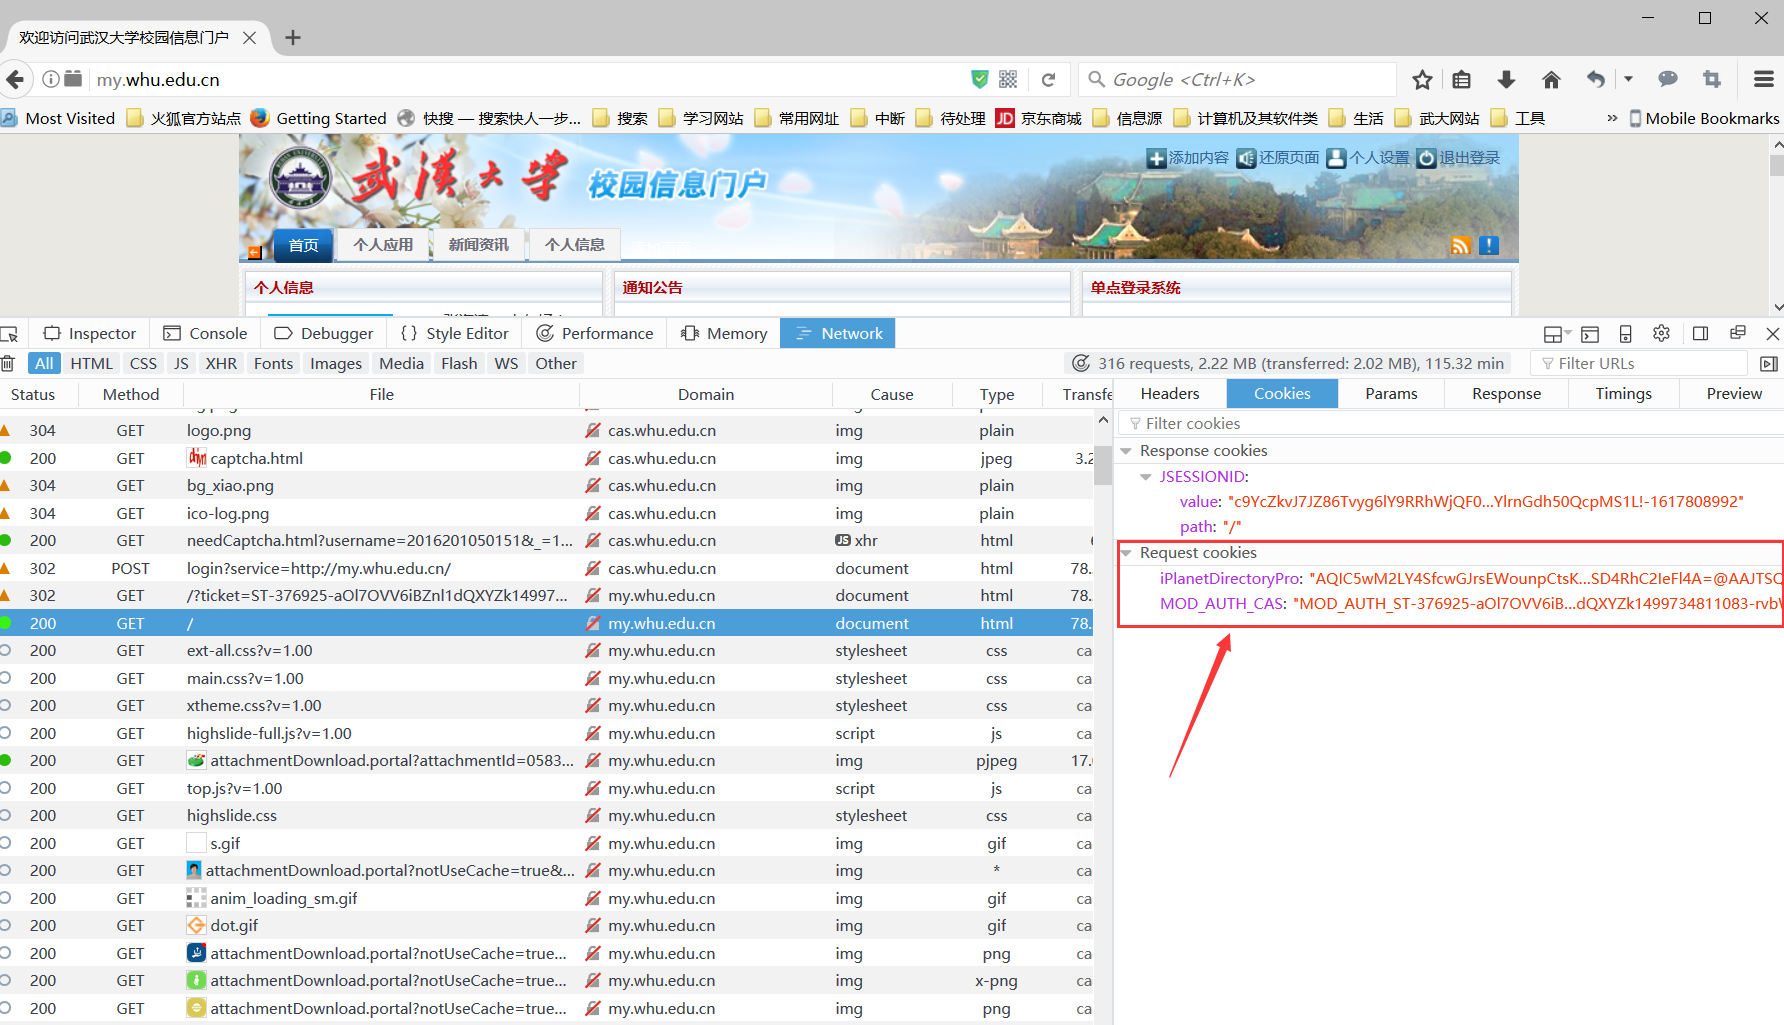 欢迎访问武汉大学校园信息门户
my.whu.edu.cn
Google <Ctrl+K>
Most Visited 火狐官方站点 Getting Started 快搜 — 搜索快人一步... 搜索 学习网站 常用网址 中断 待处理 JD 京东商城 信息源 计算机及其软件类 生活 武大网站 工具 » Mobile Bookmarks
武漢大学 校园信息门户
添加内容 还原页面 个人设置 退出登录
首页 个人应用 新闻资讯 个人信息
个人信息 通知公告 单点登录系统
Inspector Console Debugger {} Style Editor Performance Memory Network
All HTML CSS JS XHR Fonts Images Media Flash WS Other 316 requests, 2.22 MB (transferred: 2.02 MB), 115.32 min Filter URLs
Status Method File Domain Cause Type Transfe
304 GET logo.png cas.whu.edu.cn img plain
200 GET captcha.html cas.whu.edu.cn img jpeg 3.2
304 GET bg_xiao.png cas.whu.edu.cn img plain
304 GET ico-log.png cas.whu.edu.cn img plain
200 GET needCaptcha.html?username=2016201050151&_=1... cas.whu.edu.cn JS xhr html
302 POST login?service=http://my.whu.edu.cn/ cas.whu.edu.cn document html 78..
302 GET /?ticket=ST-376925-aOl7OVV6iBZnl1dQXYZk14997... my.whu.edu.cn document html 78..
200 GET / my.whu.edu.cn document html 78..
200 GET ext-all.css?v=1.00 my.whu.edu.cn stylesheet css ca
200 GET main.css?v=1.00 my.whu.edu.cn stylesheet css ca
200 GET xtheme.css?v=1.00 my.whu.edu.cn stylesheet css ca
200 GET highslide-full.js?v=1.00 my.whu.edu.cn script js ca
200 GET attachmentDownload.portal?attachmentId=0583... my.whu.edu.cn img pjpeg 17.
200 GET top.js?v=1.00 my.whu.edu.cn script js ca
200 GET highslide.css my.whu.edu.cn stylesheet css ca
200 GET s.gif my.whu.edu.cn img gif ca
200 GET attachmentDownload.portal?notUseCache=true&... my.whu.edu.cn img * ca
200 GET anim_loading_sm.gif my.whu.edu.cn img gif ca
200 GET dot.gif my.whu.edu.cn img gif ca
200 GET attachmentDownload.portal?notUseCache=true... my.whu.edu.cn img png ca
200 GET attachmentDownload.portal?notUseCache=true... my.whu.edu.cn img x-png ca
200 GET attachmentDownload.portal?notUseCache=true... my.whu.edu.cn img png ca
Headers Cookies Params Response Timings Preview
Filter cookies
Response cookies
JSESSIONID:
value: "c9YcZkvJ7JZ86Tvyg6lY9RRhWjQF0...YlrnGdh50QcpMS1L!-1617808992"
path: "/"
Request cookies
iPlanetDirectoryPro: "AQIC5wM2LY4SfcwGJrsEWounpCtsK...SD4RhC2IeFl4A=@AAJTSQ
MOD_AUTH_CAS: "MOD_AUTH_ST-376925-aOl7OVV6iB...dQXYZk1499734811083-rvb